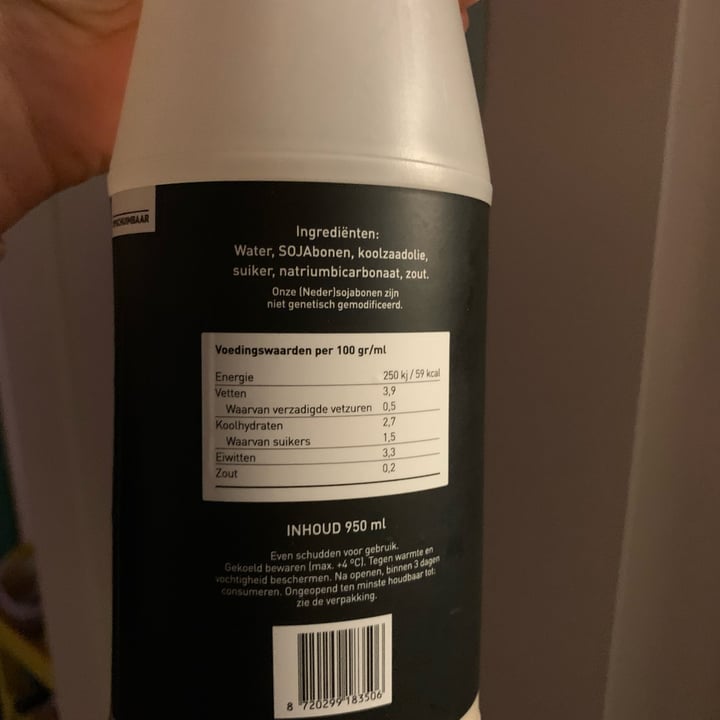 Ingrediënten:
Water, SOJAbonen, koolzaadolie,
suiker, natriumbicarbonaat, zout.
Onze (Neder)sojabonen zijn
niet genetisch gemodificeerd.
Voedingswaarden per 100 gr/ml
Energie 250 kj / 59 kcal
Vetten 3,9
Waarvan verzadigde vetzuren 0,5
Koolhydraten 2,7
Waarvan suikers 1,5
Eiwitten 3,3
Zout 0,2
INHOUD 950 ml
Even schudden voor gebruik.
Gekoeld bewaren (max. +4 ºC). Tegen warmte en
vochtigheid beschermen. Na openen, binnen 3 dagen
consumeren. Ongeopend ten minste houdbaar tot:
zie de verpakking.
8 720299 183506